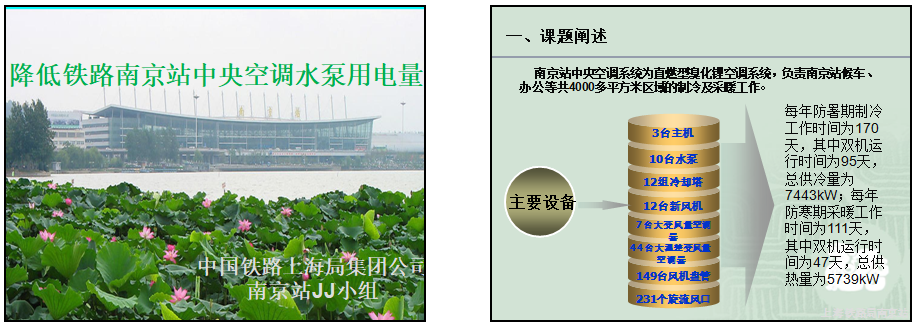 降低铁路南京站中央空调水泵用电量
中国铁路上海局集团公司
南京站JJ小组
一、课题阐述
南京站中央空调系统为直燃型溴化锂空调系统，负责南京站候车、
办公等共4000多平方米区域的制冷及采暖工作。
主要设备
3台主机
10台水泵
12组冷却塔
12台新风机
7台大变风量空调
器
44台大温差变风量
空调器
149台风机盘管
231个旋流风口
每年防暑期制冷
工作时间为170
天，其中双机运
行时间为95天，
总供冷量为
7443kW；每年
防寒期采暖工作
时间为111天，
其中双机运行时
间为47天，总供
热量为5739kW